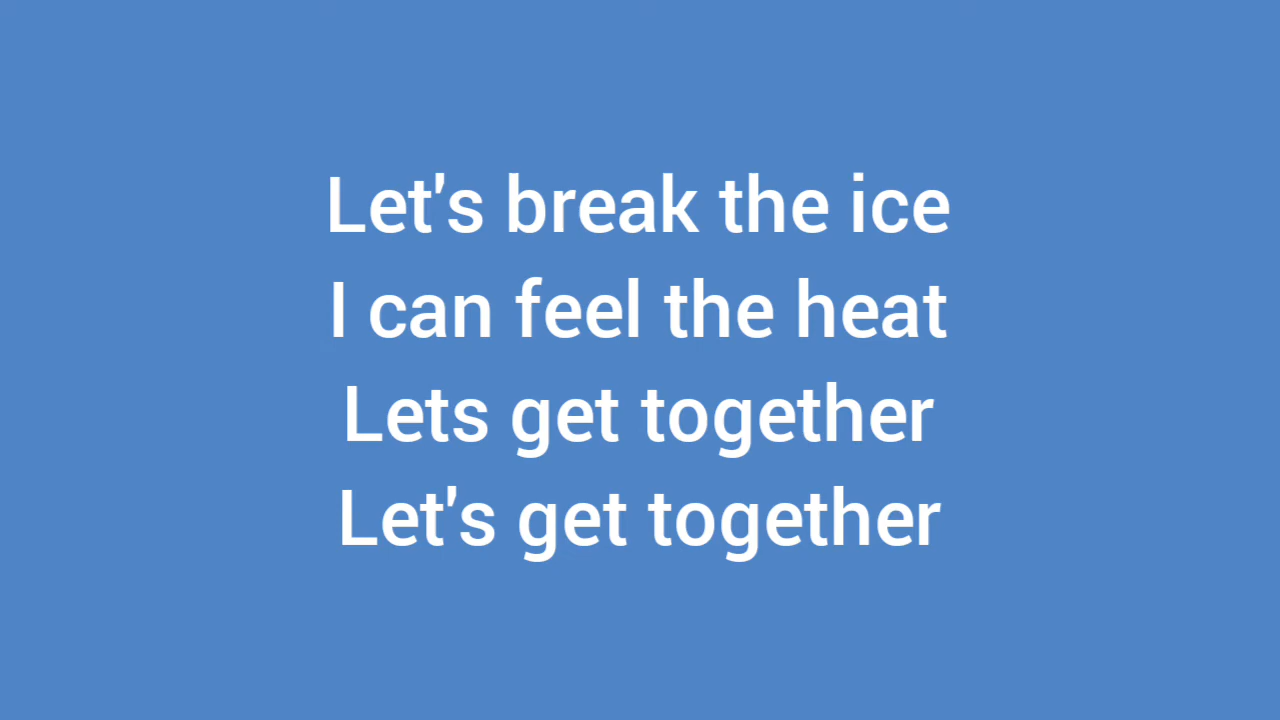 Let's break the ice
I can feel the heat
Lets get together
Let's get together